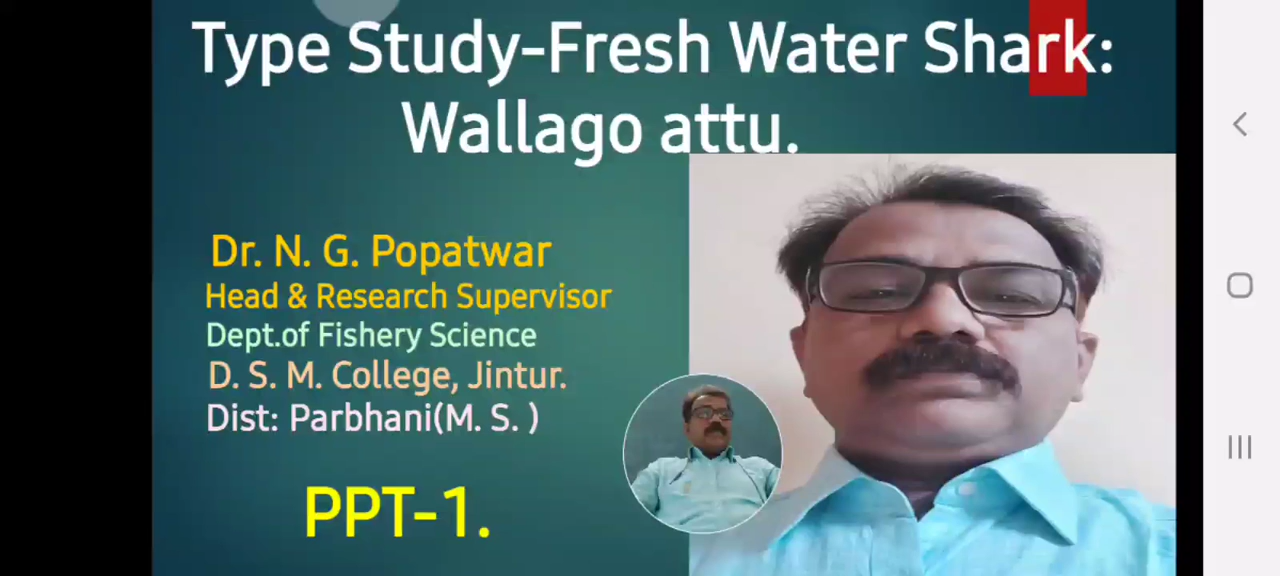 Type Study-Fresh Water Shark:
Wallago attu.
Dr. N. G. Popatwar
Head & Research Supervisor
Dept.of Fishery Science
D. S. M. College, Jintur.
Dist: Parbhani(M. S. )
PPT-1.